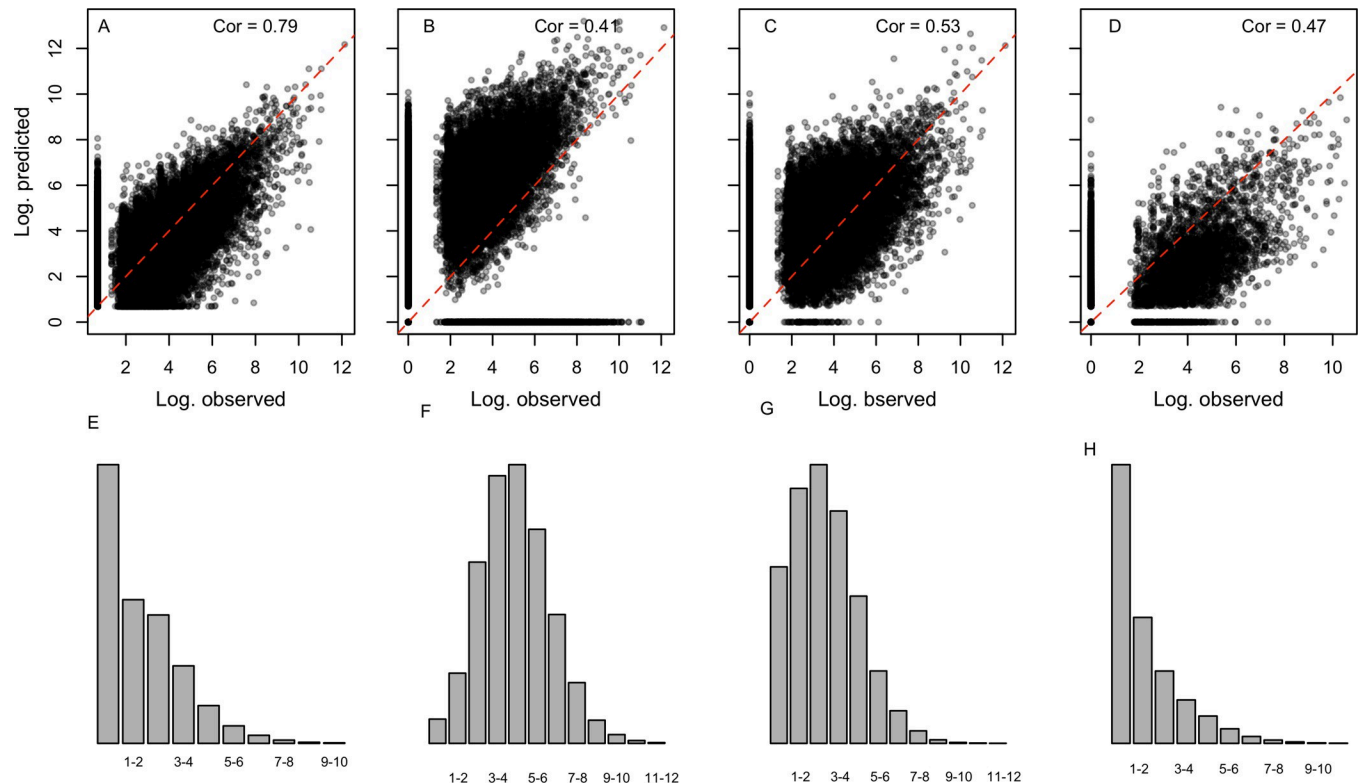 A Cor = 0.79
B Cor = 0.41
C Cor = 0.53
D Cor = 0.47
Log. predicted
12
10
8
6
4
2
0
2 4 6 8 10 12
0 2 4 6 8 10 12
0 2 4 6 8 10 12
0 2 4 6 8 10
Log. observed
Log. observed
Log. bserved
Log. observed
E
F
G
H
1-2 3-4 5-6 7-8 9-10
1-2 3-4 5-6 7-8 9-10 11-12
1-2 3-4 5-6 7-8 9-10 11-12
1-2 3-4 5-6 7-8 9-10